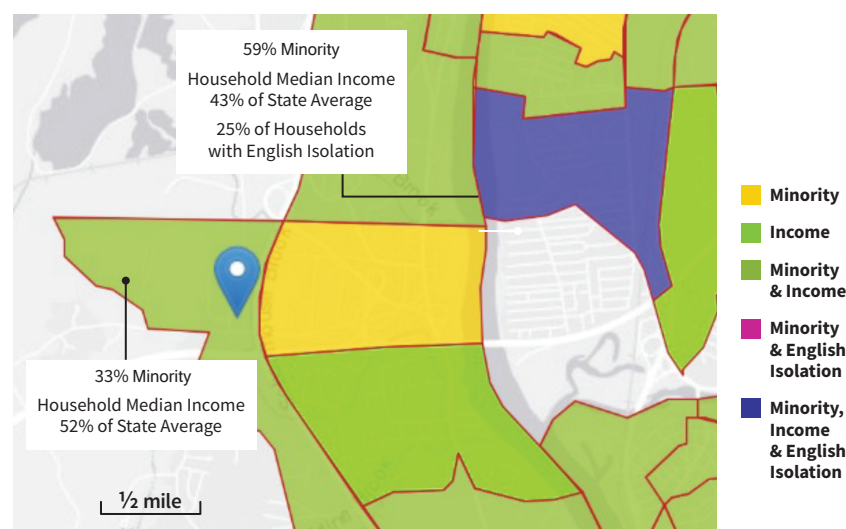 59% Minority
Household Median Income
43% of State Average
25% of Households
with English Isolation
33% Minority
Household Median Income
52% of State Average
½ mile
Minority
Income
Minority
& Income
Minority
& English
Isolation
Minority,
Income
& English
Isolation